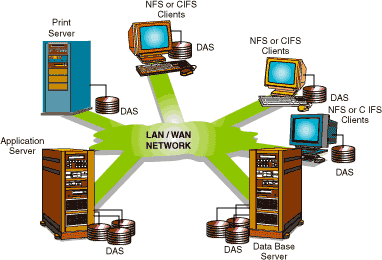 NFS or CIFS
Clients
DAS
Print
Server
DAS
NFS or CIFS
Clients
DAS
NFS or C IFS
Clients
DAS
LAN / WAN
NETWORK
Application
Server
DAS
DAS
Data Base
Server